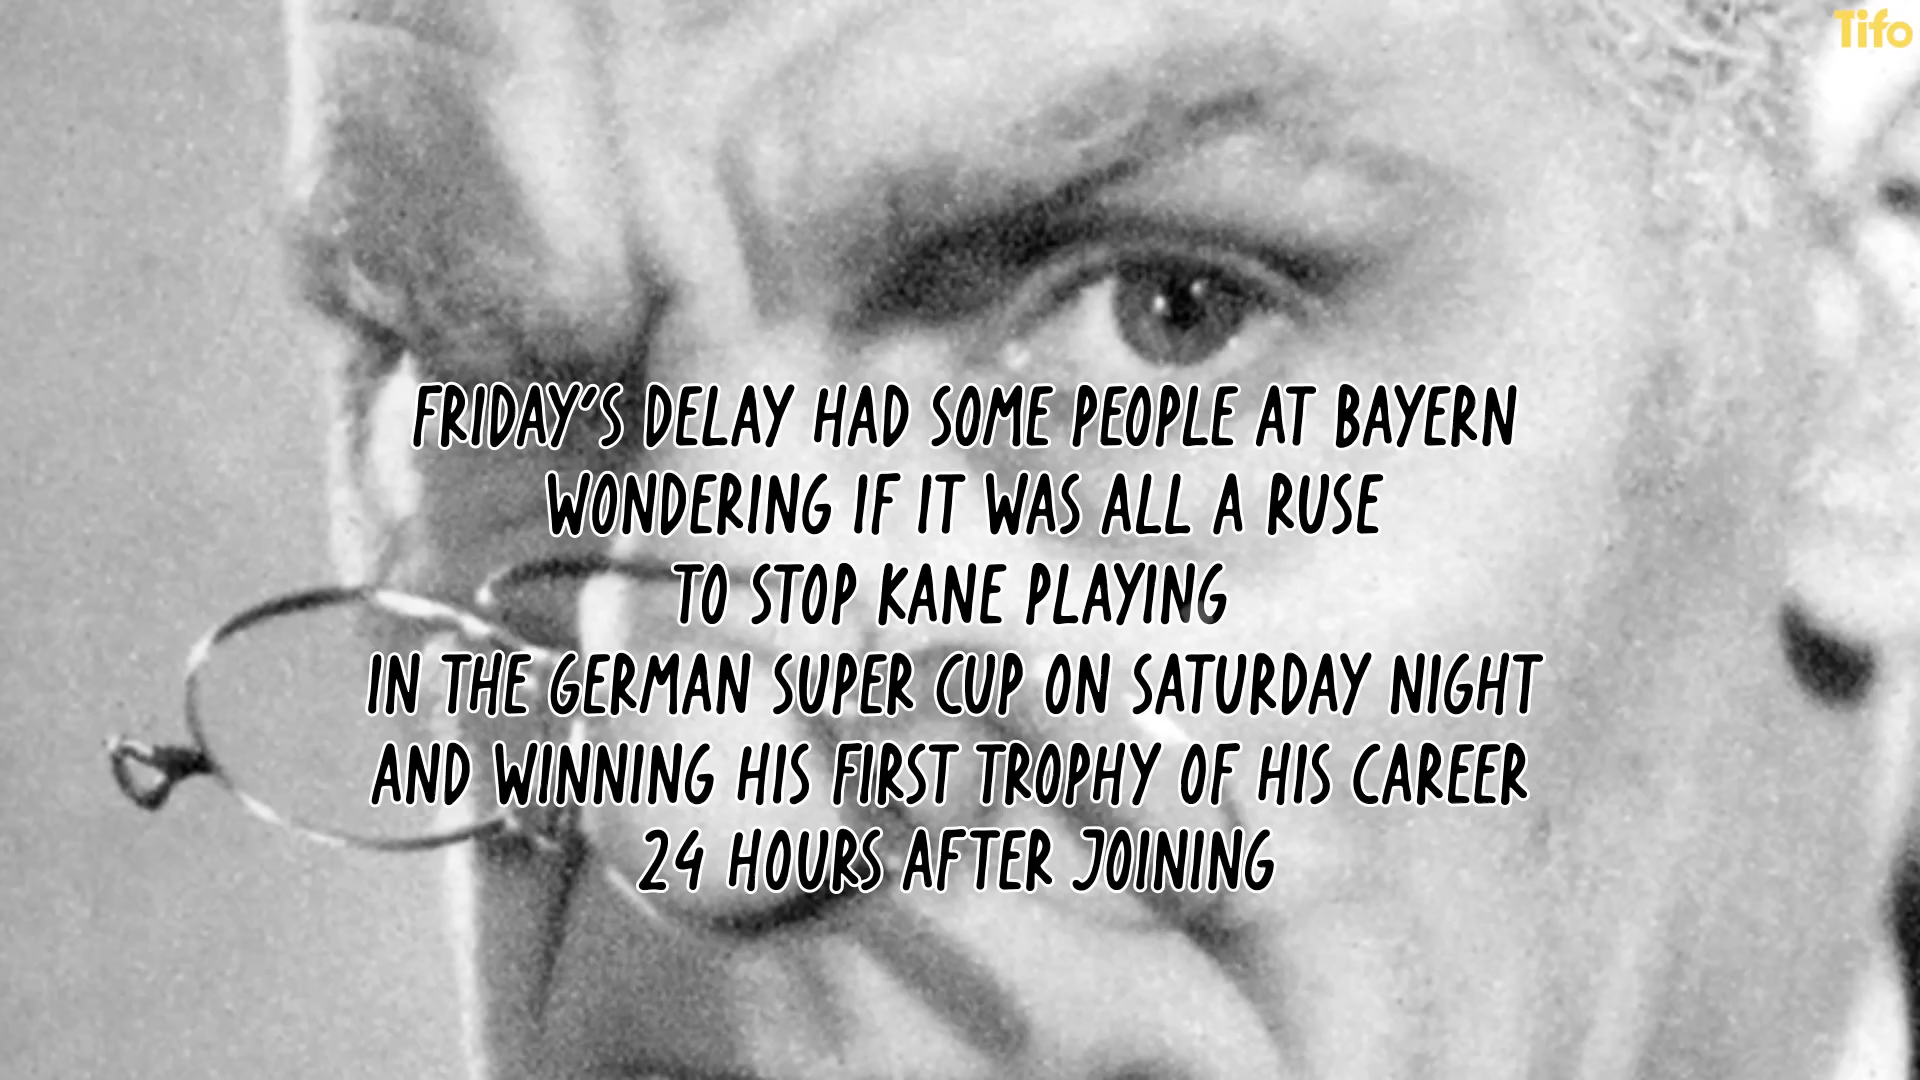 Tifo
FRIDAY'S DELAY HAD SOME PEOPLE AT BAYERN
WONDERING IF IT WAS ALL A RUSE
TO STOP KANE PLAYING
IN THE GERMAN SUPER CUP ON SATURDAY NIGHT
AND WINNING HIS FIRST TROPHY OF HIS CAREER
24 HOURS AFTER JOINING